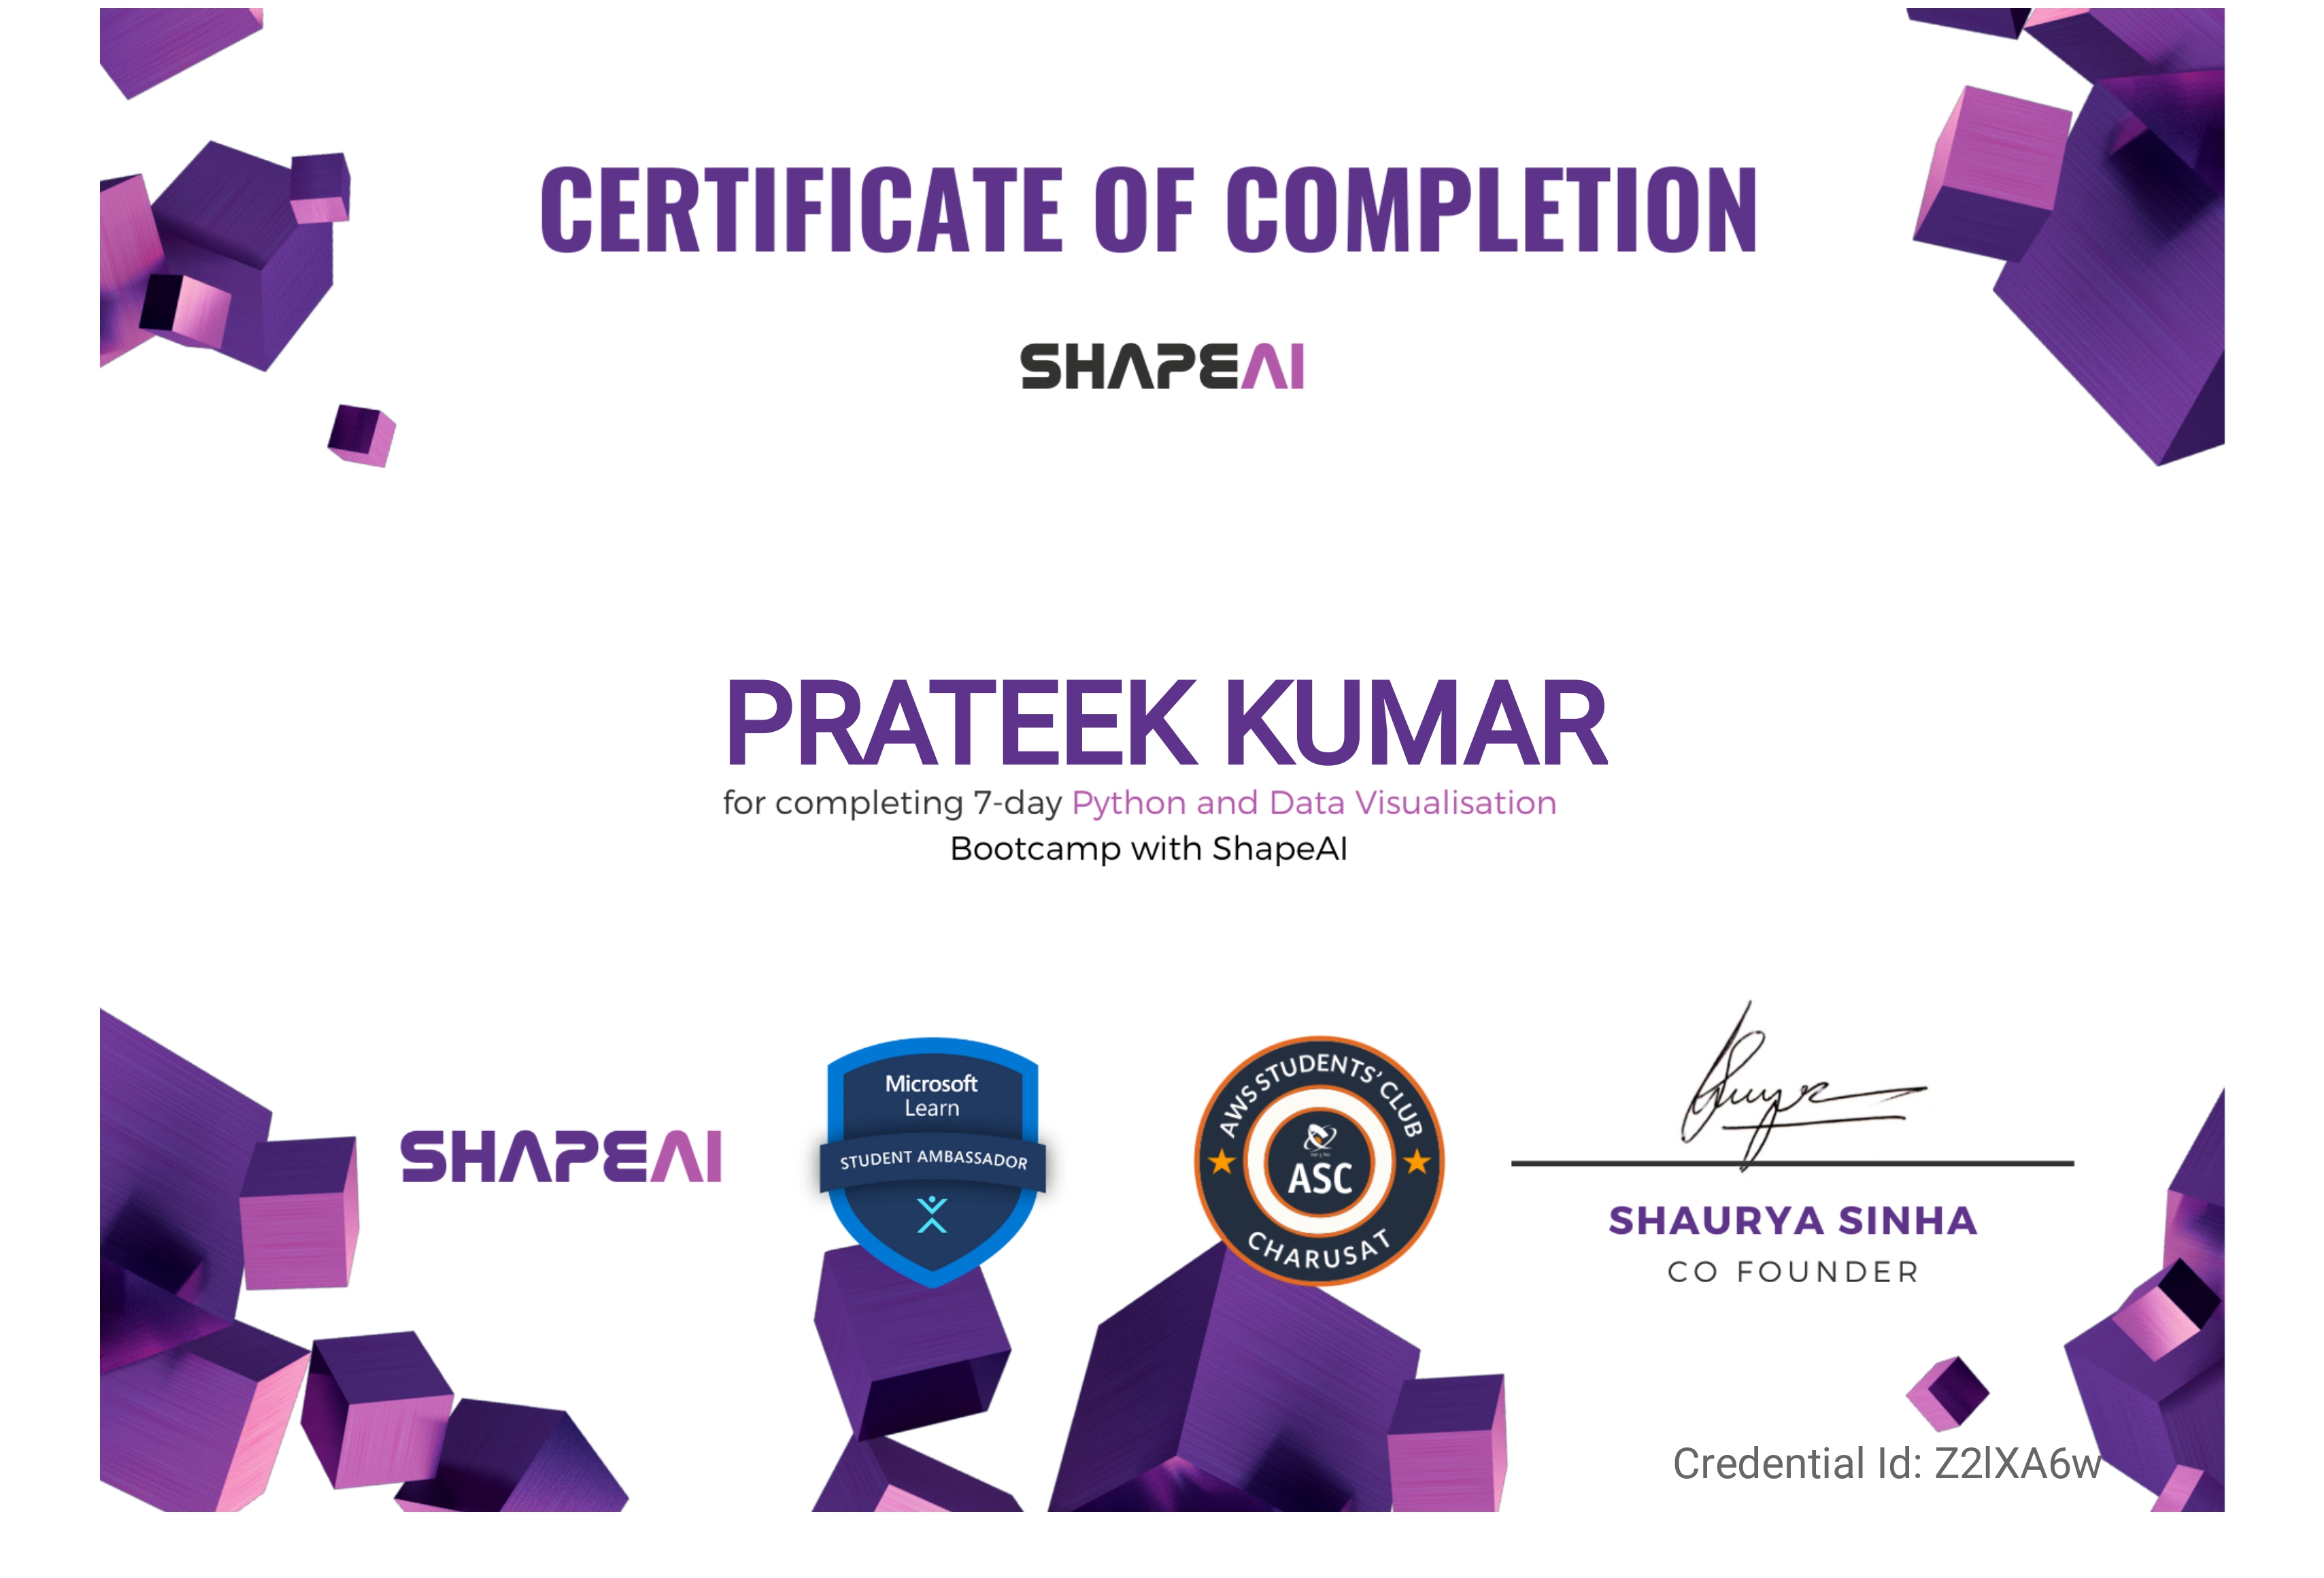 CERTIFICATE OF COMPLETION
SHAPEAI
PRATEEK KUMAR
for completing 7-day Python and Data Visualisation
Bootcamp with ShapeAI
SHAPEAI
Microsoft
Learn
STUDENT AMBASSADOR
AWS STUDENTS' CLUB
ASC
CHARUSAT
SHAURYA SINHA
CO FOUNDER
Credential Id: Z2lXA6w